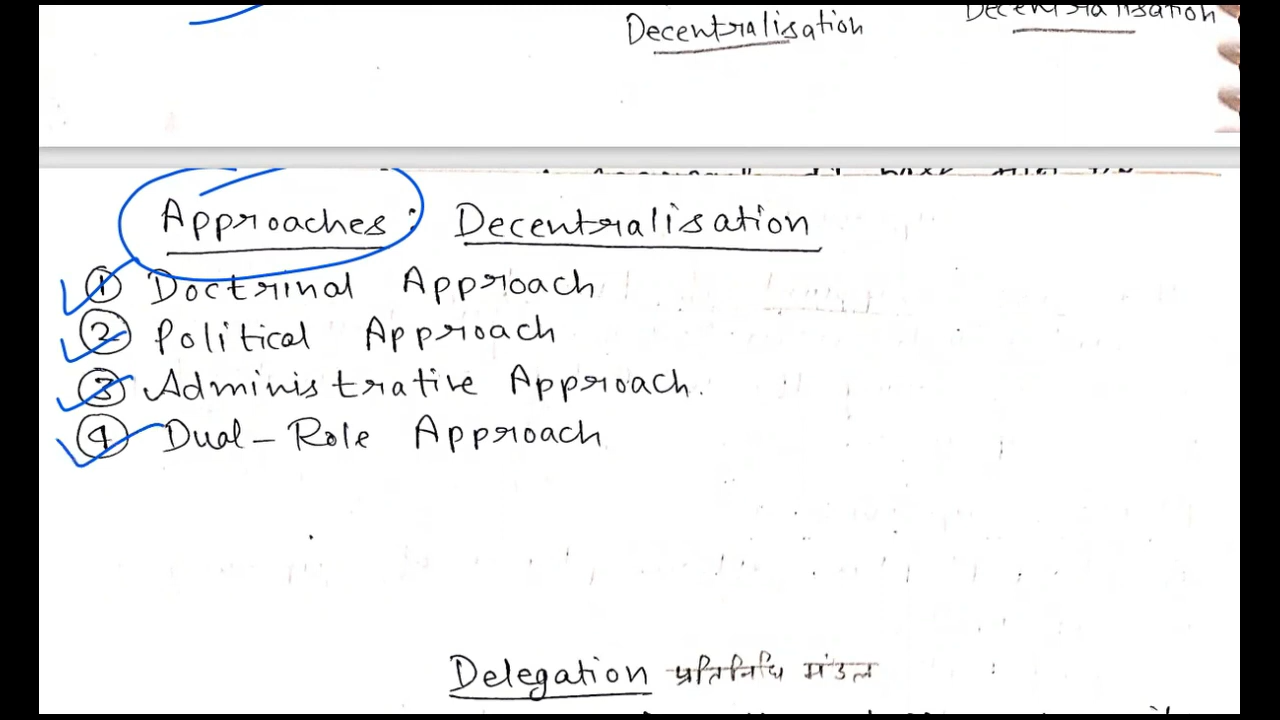 Decentralisation
Decentralisation
Approaches: Decentralisation
① Doctrinal Approach
② Political Approach
③ Administrative Approach.
④ Dual-Role Approach
Delegation प्रतिनिधि मंडल